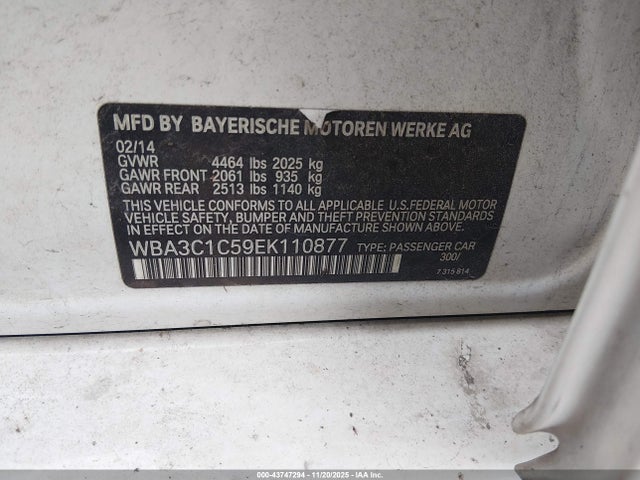 MFD BY BAYERISCHE MOTOREN WERKE AG
02/14
GVWR 4464 lbs 2025 kg
GAWR FRONT 2061 lbs 935 kg
GAWR REAR 2513 lbs 1140 kg
THIS VEHICLE CONFORMS TO ALL APPLICABLE U.S.FEDERAL MOTOR
VEHICLE SAFETY, BUMPER AND THEFT PREVENTION STANDARDS
IN EFFECT ON THE DATE OF MANUFACTURE SHOWN ABOVE.
WBA3C1C59EK110877 TYPE: PASSENGER CAR
300/
7 315 814
00-43747294 - 11/20/2025 - IAA Inc.